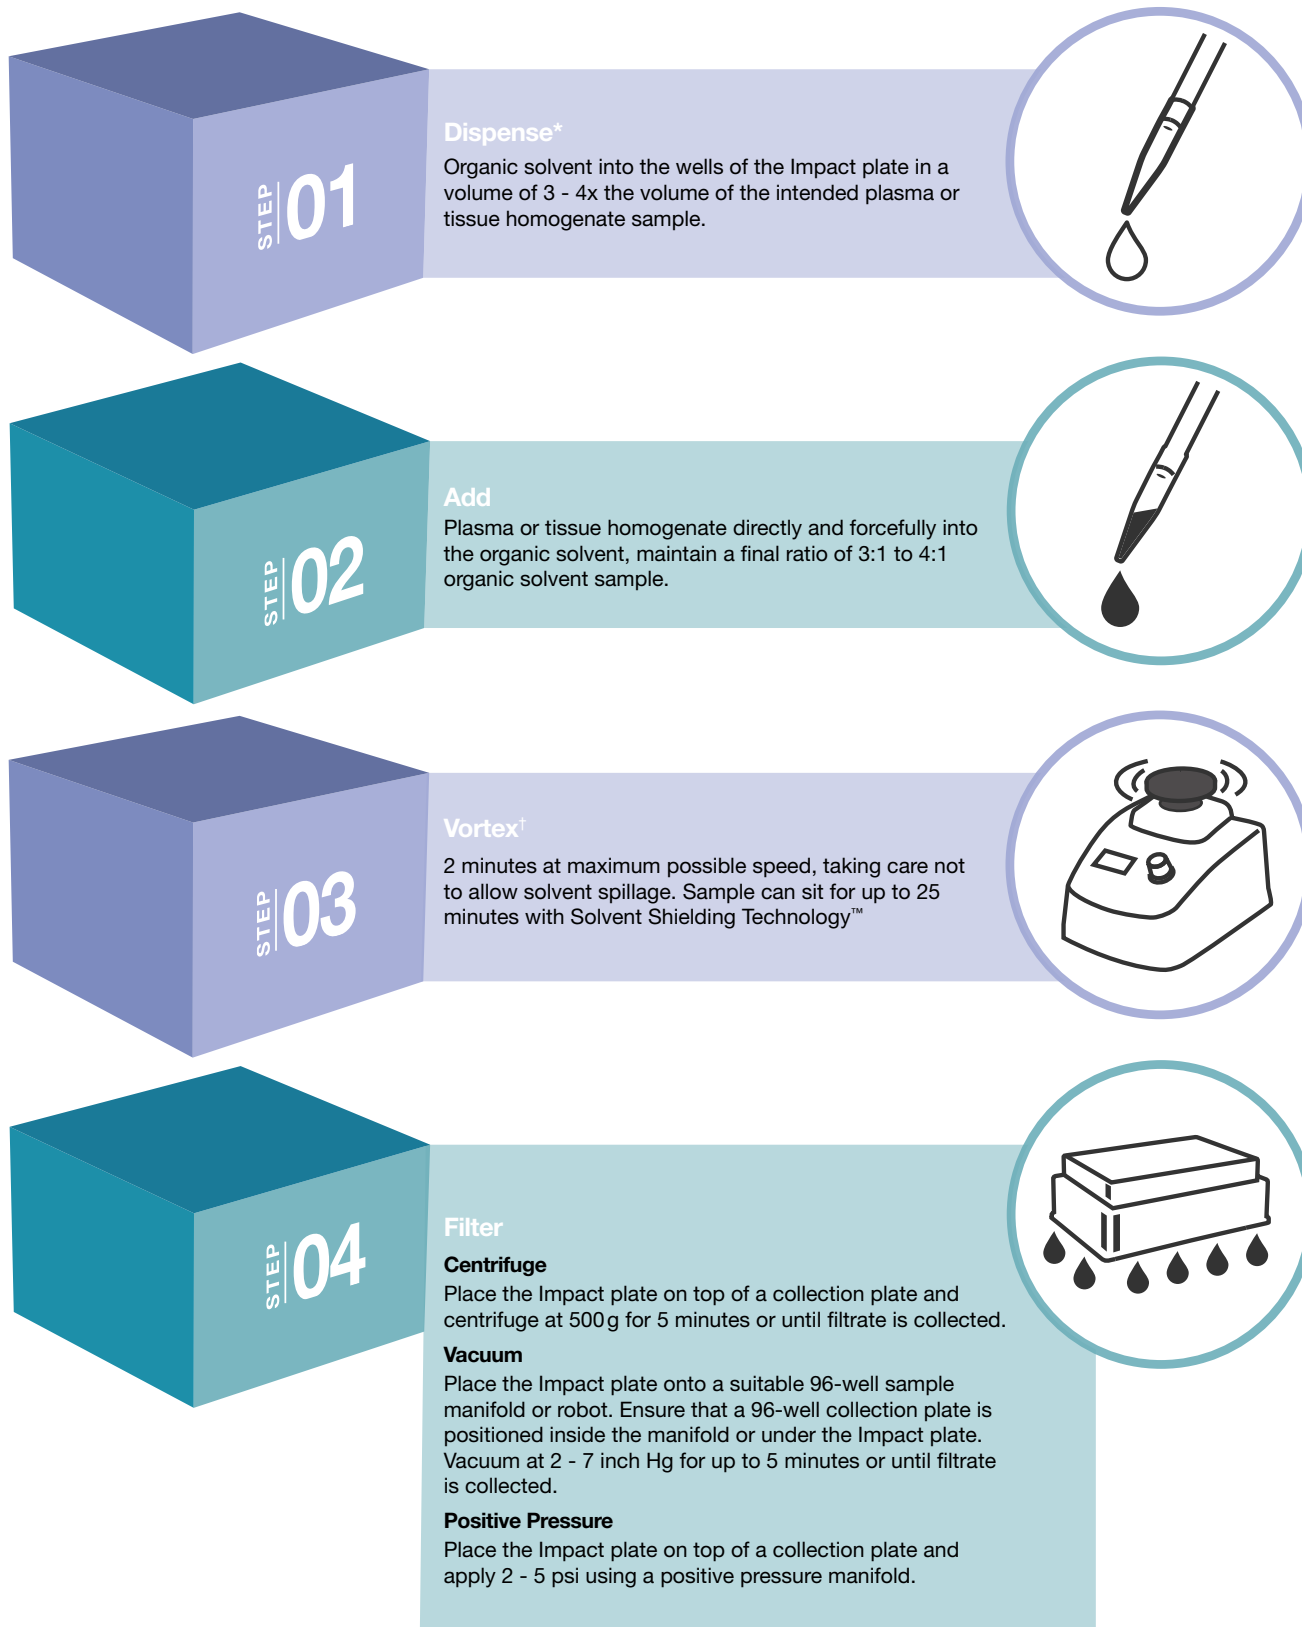 STEP 01
Dispense*
Organic solvent into the wells of the Impact plate in a
volume of 3 - 4x the volume of the intended plasma or
tissue homogenate sample.
STEP 02
Add
Plasma or tissue homogenate directly and forcefully into
the organic solvent, maintain a final ratio of 3:1 to 4:1
organic solvent sample.
STEP 03
Vortex†
2 minutes at maximum possible speed, taking care not
to allow solvent spillage. Sample can sit for up to 25
minutes with Solvent Shielding Technology™
STEP 04
Filter
Centrifuge
Place the Impact plate on top of a collection plate and
centrifuge at 500 g for 5 minutes or until filtrate is collected.
Vacuum
Place the Impact plate onto a suitable 96-well sample
manifold or robot. Ensure that a 96-well collection plate is
positioned inside the manifold or under the Impact plate.
Vacuum at 2 - 7 inch Hg for up to 5 minutes or until filtrate
is collected.
Positive Pressure
Place the Impact plate on top of a collection plate and
apply 2 - 5 psi using a positive pressure manifold.